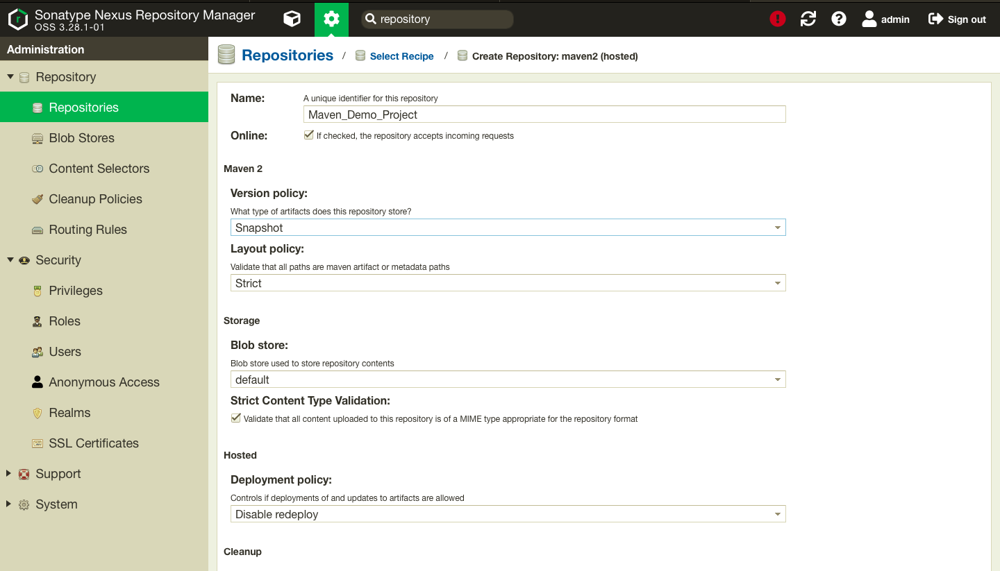 Sonatype Nexus Repository Manager
OSS 3.28.1-01
repository
admin
Sign out
Administration
Repository
Repositories
Blob Stores
Content Selectors
Cleanup Policies
Routing Rules
Security
Privileges
Roles
Users
Anonymous Access
Realms
SSL Certificates
Support
System
Repositories / Select Recipe / Create Repository: maven2 (hosted)
Name: A unique identifier for this repository
Maven_Demo_Project
Online: If checked, the repository accepts incoming requests
Maven 2
Version policy:
What type of artifacts does this repository store?
Snapshot
Layout policy:
Validate that all paths are maven artifact or metadata paths
Strict
Storage
Blob store:
Blob store used to store repository contents
default
Strict Content Type Validation:
Validate that all content uploaded to this repository is of a MIME type appropriate for the repository format
Hosted
Deployment policy:
Controls if deployments of and updates to artifacts are allowed
Disable redeploy
Cleanup